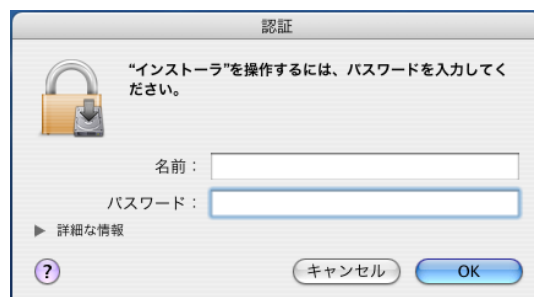 認証
“インストーラ”を操作するには、パスワードを入力してく
ださい。
名前：
パスワード：
▶ 詳細な情報
?
キャンセル
OK